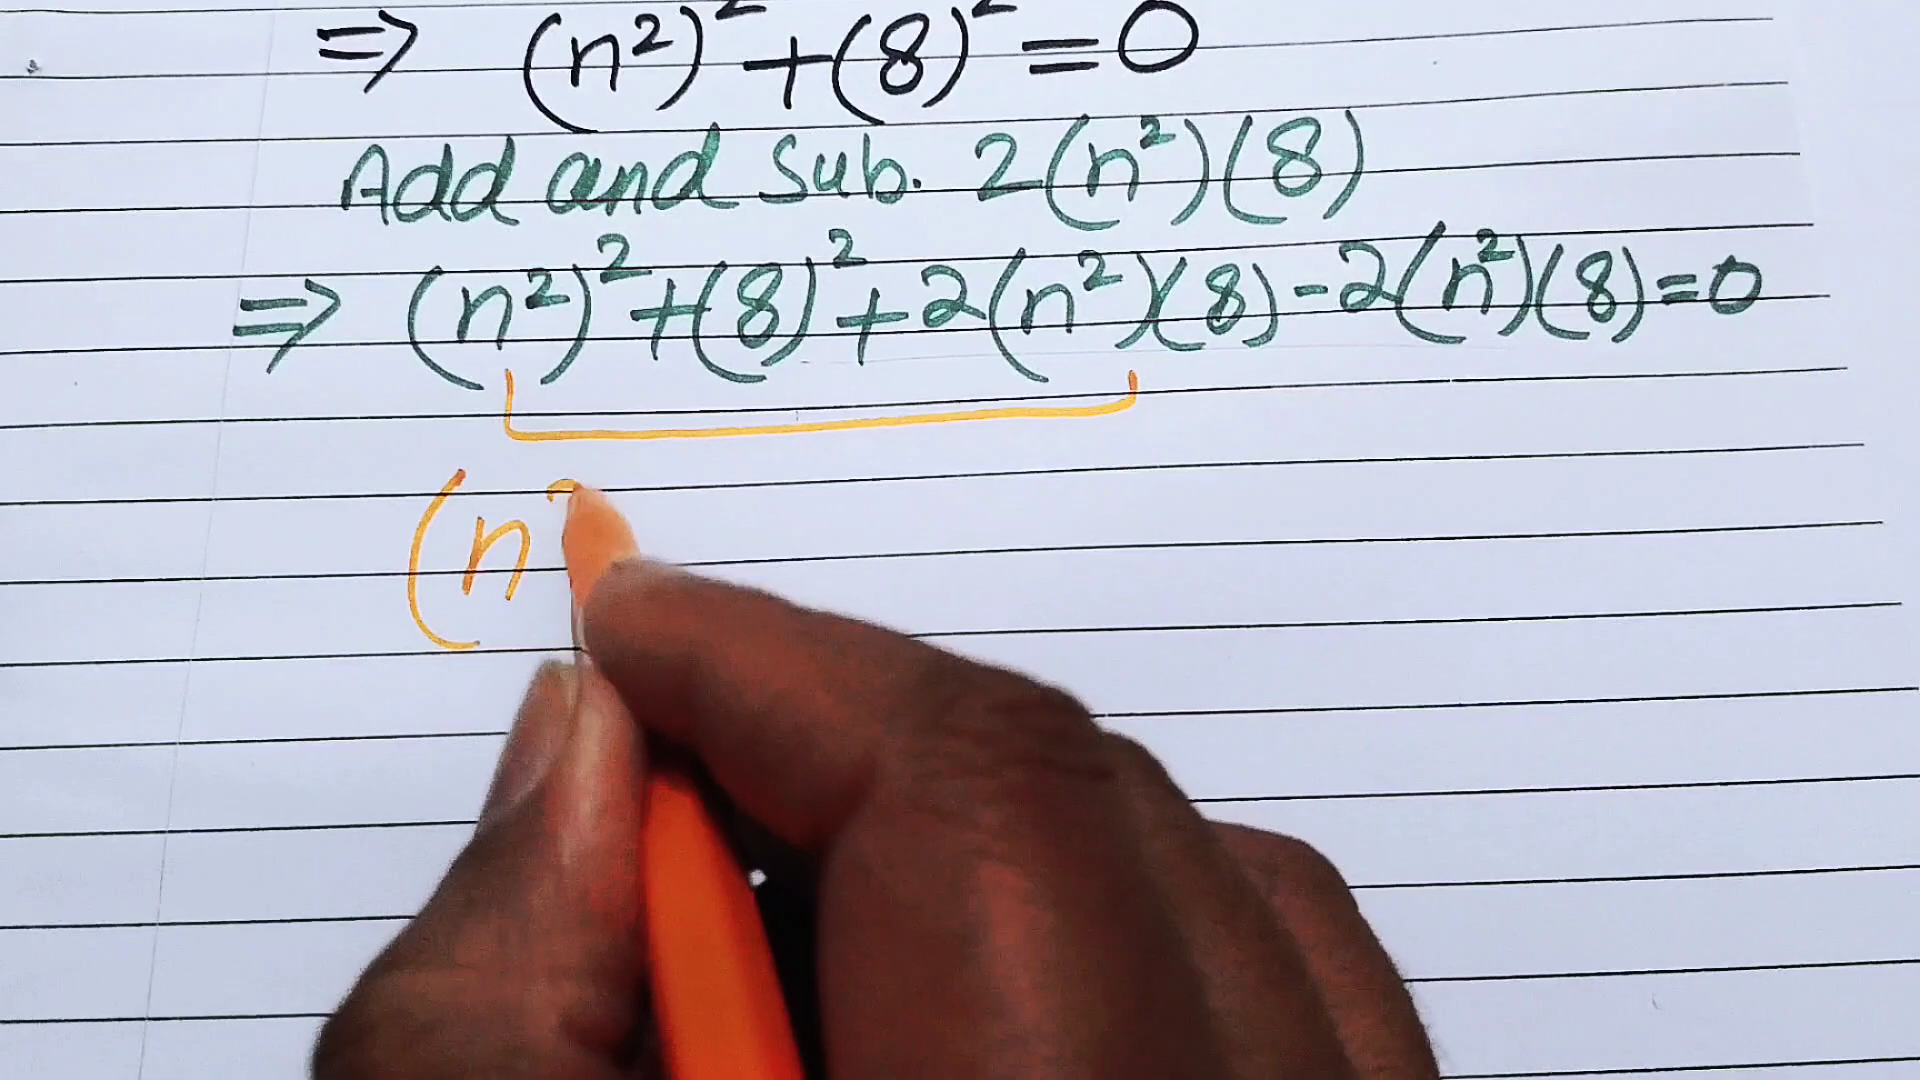 ⇒ (n²)² + (8)² = 0
Add and Sub. 2(n²)(8)
⇒ (n²)² + (8)² + 2(n²)(8) - 2(n²)(8) = 0
(n